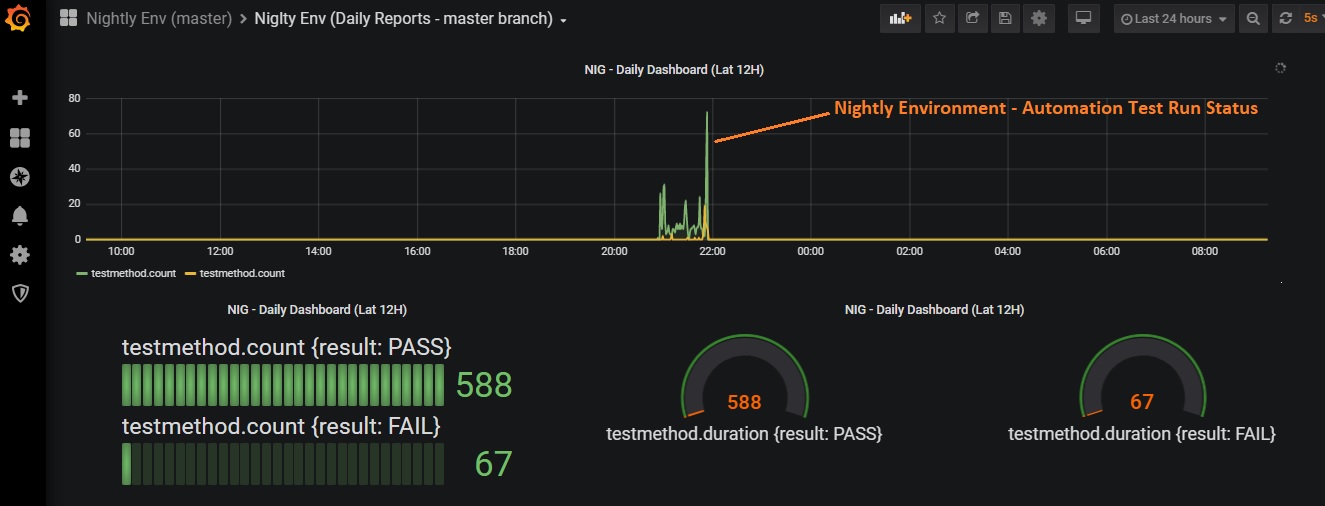 Nightly Env (master) > Niglty Env (Daily Reports - master branch)
Last 24 hours
5s
NIG - Daily Dashboard (Lat 12H)
Nightly Environment - Automation Test Run Status
80
60
40
20
0
10:00 12:00 14:00 16:00 18:00 20:00 22:00 00:00 02:00 04:00 06:00 08:00
testmethod.count testmethod.count
NIG - Daily Dashboard (Lat 12H)
testmethod.count {result: PASS}
588
testmethod.count {result: FAIL}
67
NIG - Daily Dashboard (Lat 12H)
588
testmethod.duration {result: PASS}
67
testmethod.duration {result: FAIL}